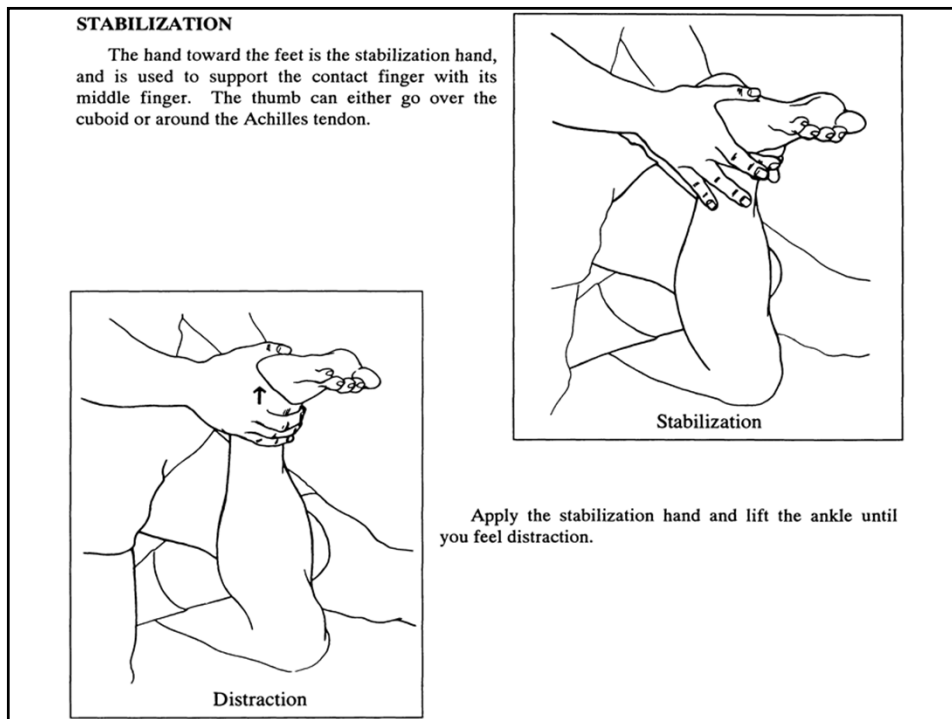 STABILIZATION
The hand toward the feet is the stabilization hand,
and is used to support the contact finger with its
middle finger. The thumb can either go over the
cuboid or around the Achilles tendon.
Stabilization
Apply the stabilization hand and lift the ankle until
you feel distraction.
Distraction